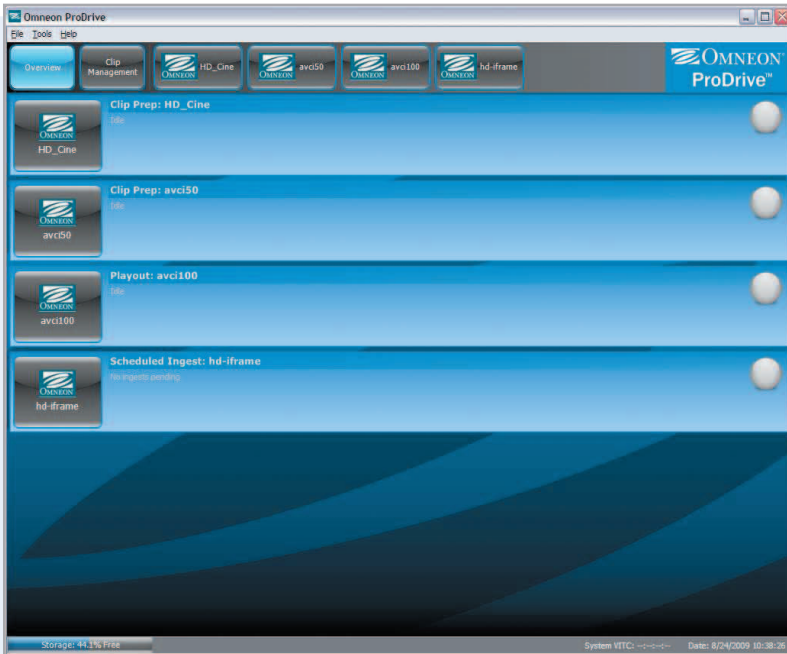 Omneon ProDrive
File Tools Help
Overview
Clip
Management
OMNEON
HD_Cine
OMNEON
avci50
OMNEON
avci100
OMNEON
hd-iframe
OMNEON
ProDrive™
OMNEON
HD_Cine
Clip Prep: HD_Cine
Idle
OMNEON
avci50
Clip Prep: avci50
Idle
OMNEON
avci100
Playout: avci100
Idle
OMNEON
hd-iframe
Scheduled Ingest: hd-iframe
No ingests pending
Storage: 44.1% Free
System VITC: --:--:--:--
Date: 8/24/2009 10:38:26